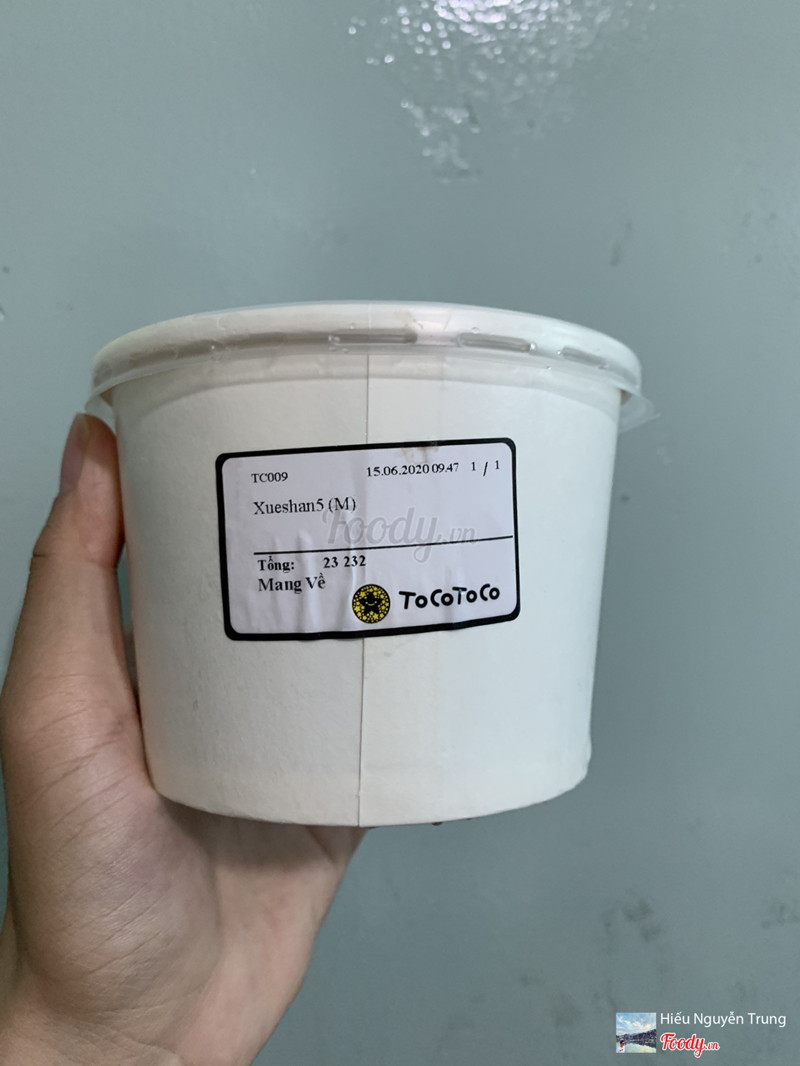 TC009 15.06.2020 09:47 1 / 1
Xueshan5 (M)
Foody.vn
Tổng: 23 232
Mang Về
ToCoToCo
Hiếu Nguyễn Trung
Foody.vn